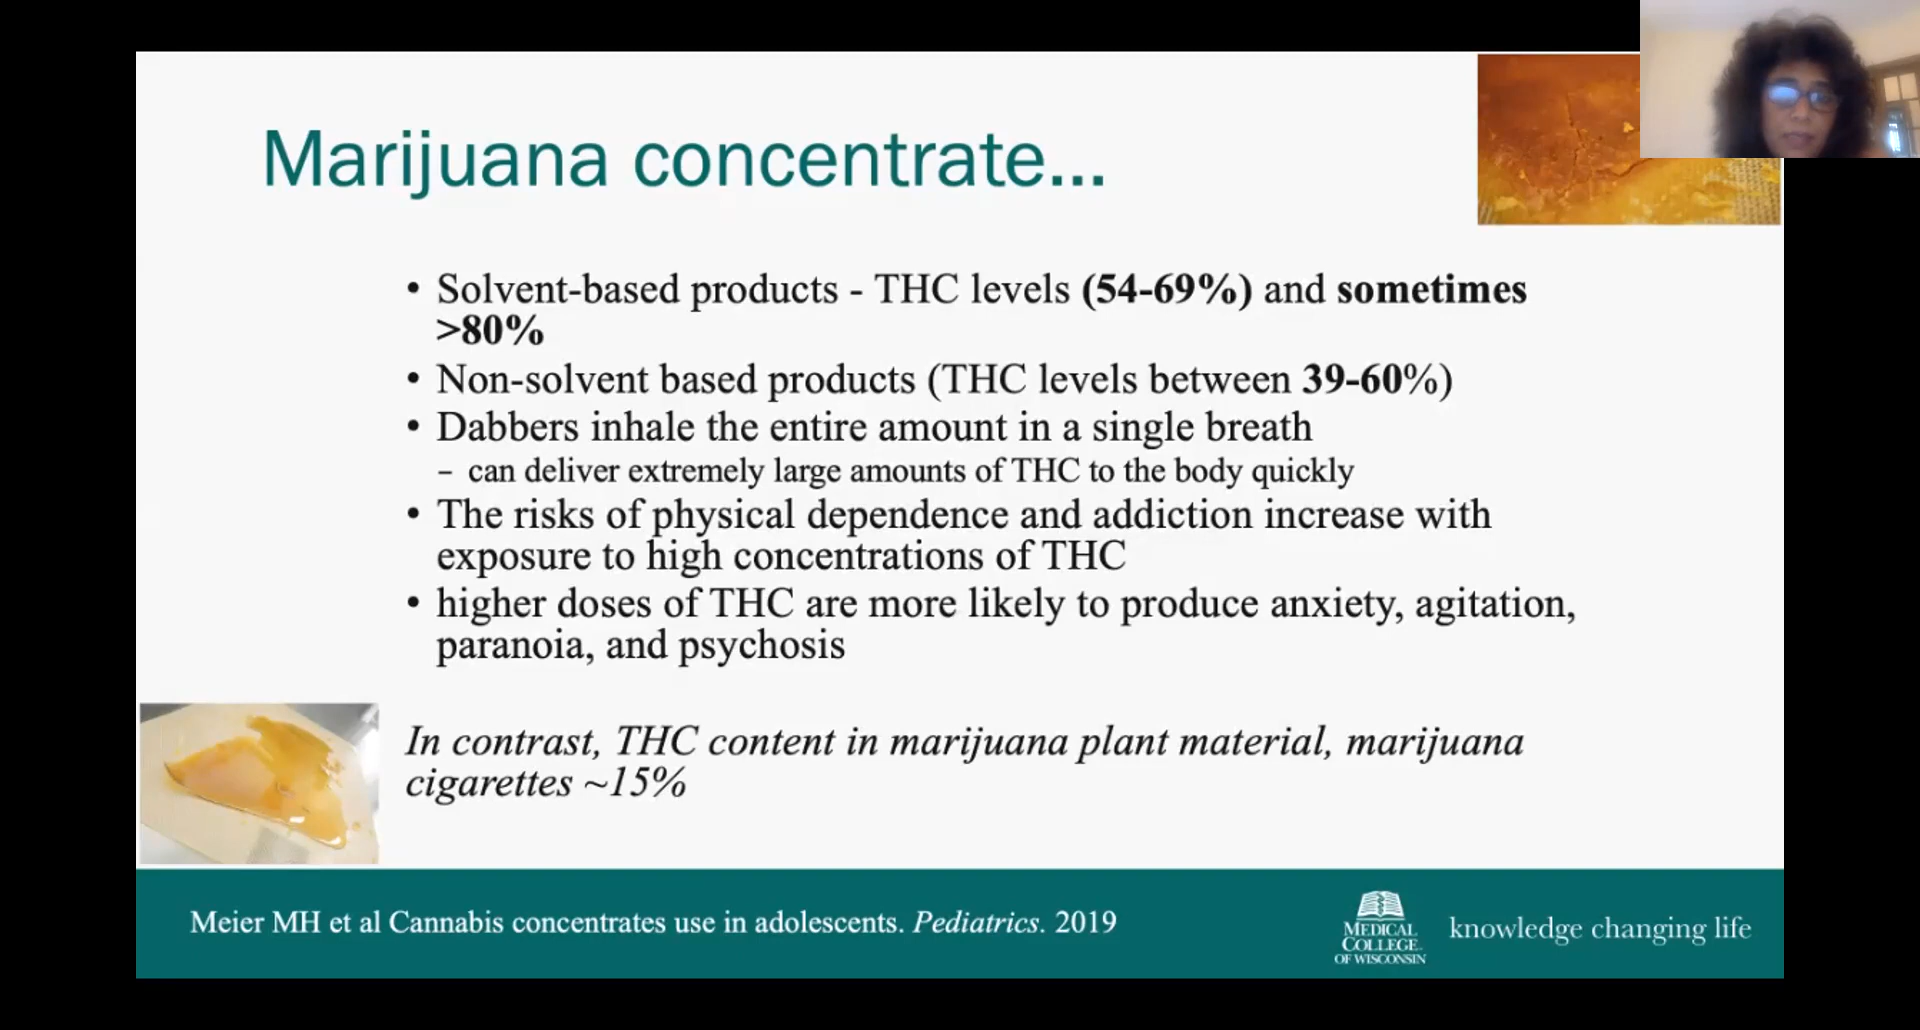 Marijuana concentrate...
• Solvent-based products - THC levels (54-69%) and sometimes
>80%
• Non-solvent based products (THC levels between 39-60%)
• Dabbers inhale the entire amount in a single breath
– can deliver extremely large amounts of THC to the body quickly
• The risks of physical dependence and addiction increase with
exposure to high concentrations of THC
• higher doses of THC are more likely to produce anxiety, agitation,
paranoia, and psychosis
In contrast, THC content in marijuana plant material, marijuana
cigarettes ~15%
Meier MH et al Cannabis concentrates use in adolescents. Pediatrics. 2019
MEDICAL
COLLEGE
OF WISCONSIN
knowledge changing life